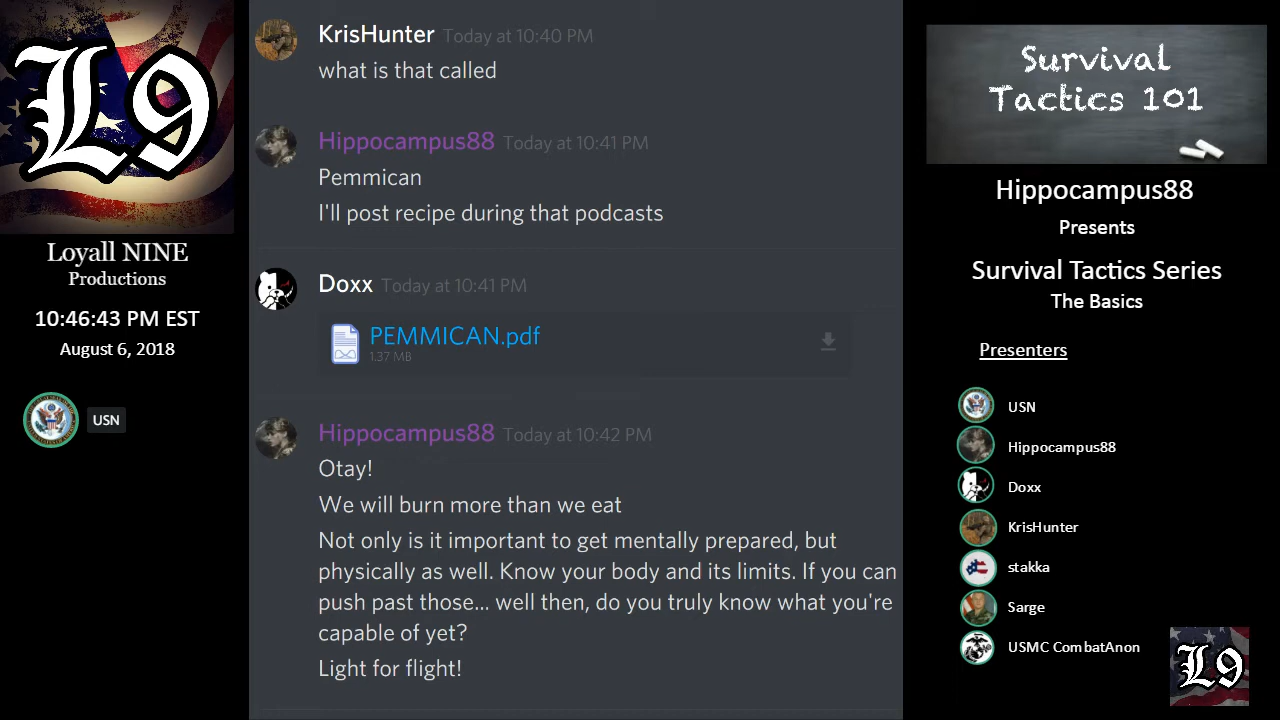 L9
Loyall NINE
Productions
10:46:43 PM EST
August 6, 2018
USN
KrisHunter Today at 10:40 PM
what is that called
Hippocampus88 Today at 10:41 PM
Pemmican
I'll post recipe during that podcasts
Doxx Today at 10:41 PM
PEMMICAN.pdf
1.37 MB
Hippocampus88 Today at 10:42 PM
Otay!
We will burn more than we eat
Not only is it important to get mentally prepared, but
physically as well. Know your body and its limits. If you can
push past those... well then, do you truly know what you're
capable of yet?
Light for flight!
Survival
Tactics 101
Hippocampus88
Presents
Survival Tactics Series
The Basics
Presenters
USN
Hippocampus88
Doxx
KrisHunter
stakka
Sarge
USMC CombatAnon
L9